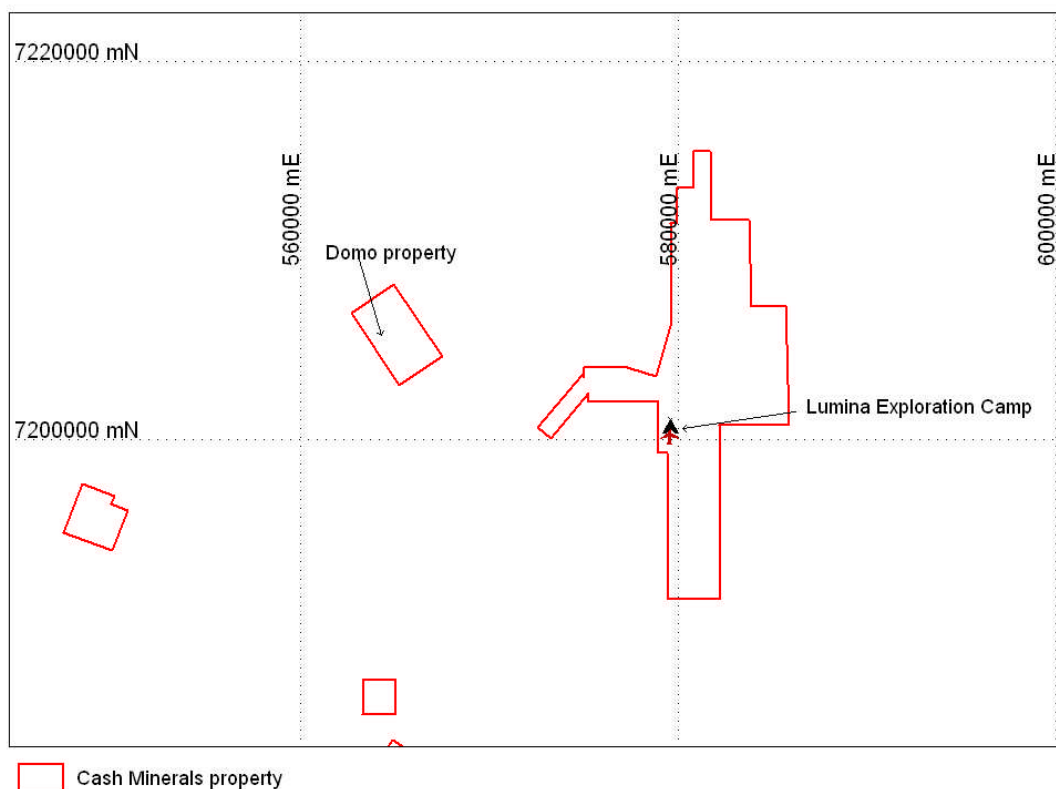 7220000 mN
560000 mE
580000 mE
600000 mE
Domo property
Lumina Exploration Camp
7200000 mN
Cash Minerals property